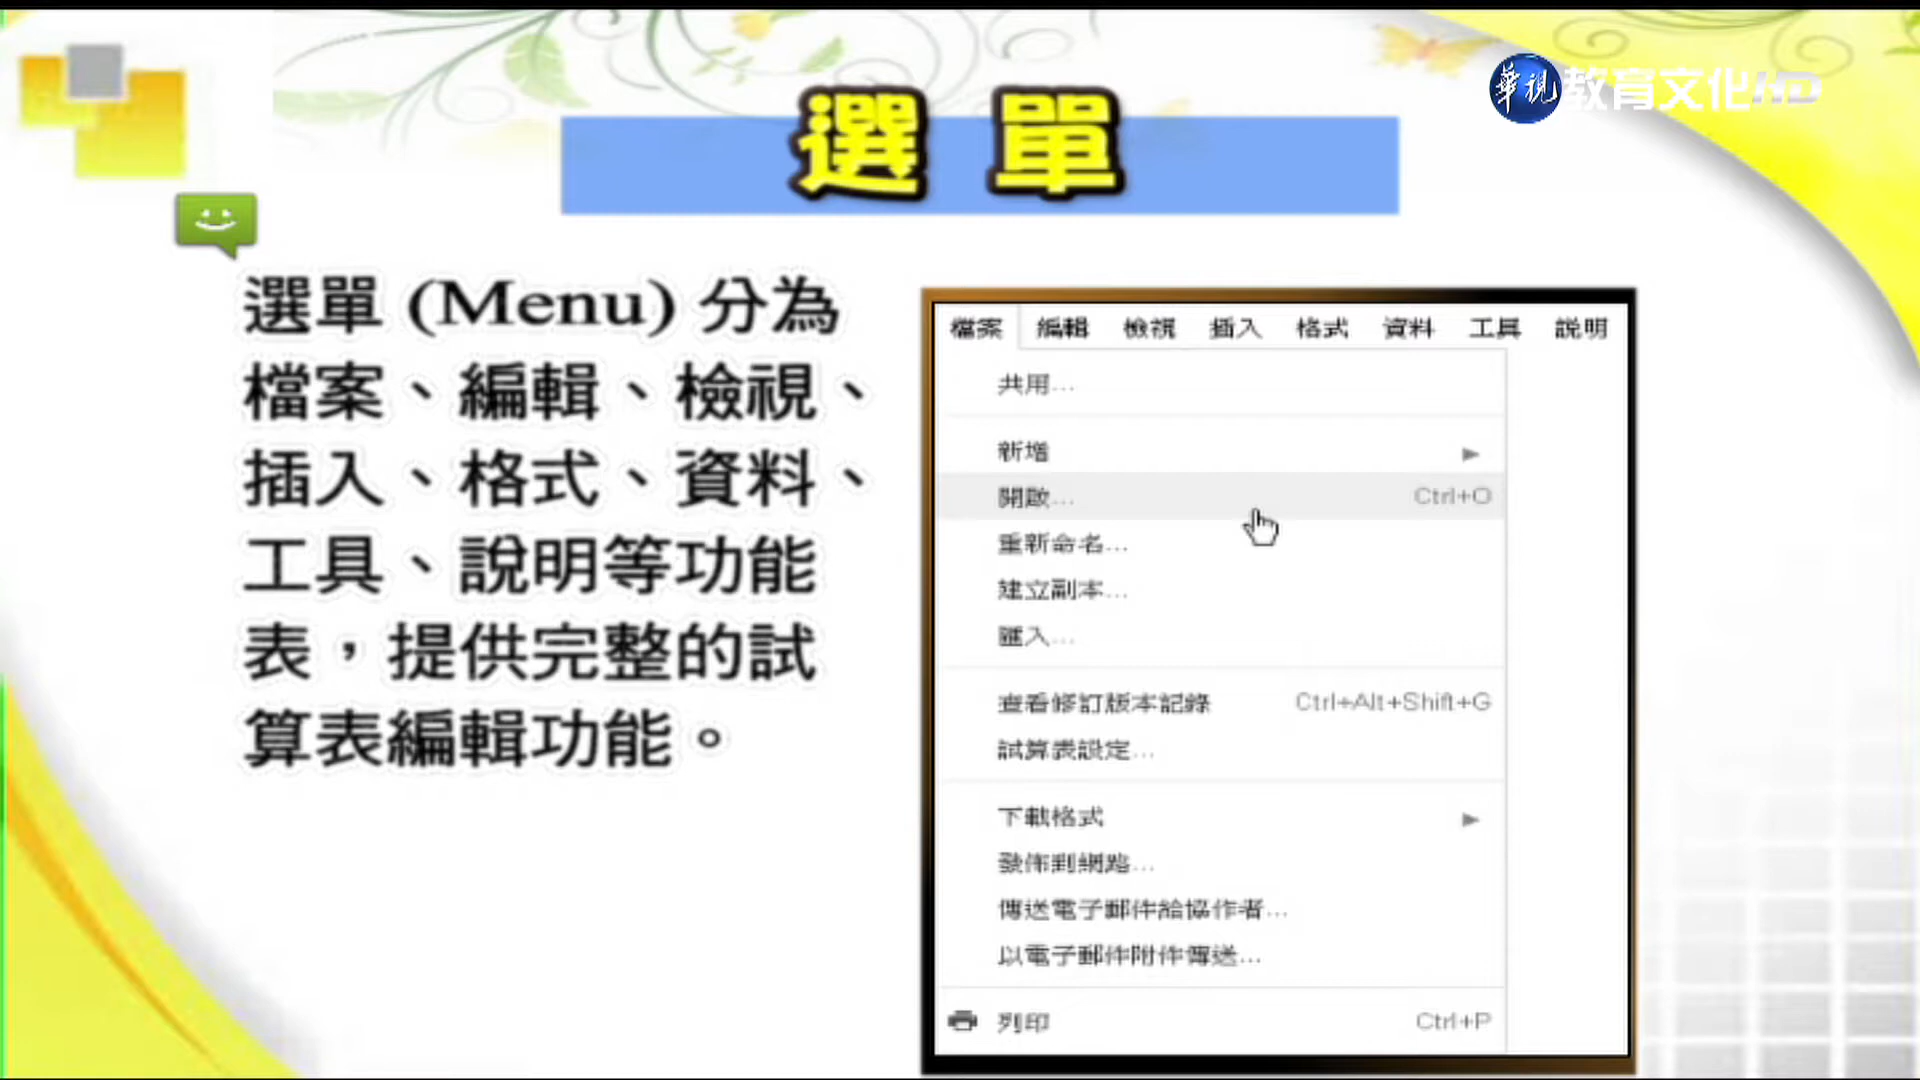 華視教育文化HD
選單
選單 (Menu) 分為
檔案、編輯、檢視、
插入、格式、資料、
工具、說明等功能
表，提供完整的試
算表編輯功能。
檔案 編輯 檢視 插入 格式 資料 工具 說明
共用...
新增 ▶
開啟... Ctrl+O
重新命名...
建立副本...
匯入...
查看修訂版本記錄 Ctrl+Alt+Shift+G
試算表設定...
下載格式 ▶
發佈到網路...
傳送電子郵件給協作者...
以電子郵件附件傳送...
列印 Ctrl+P